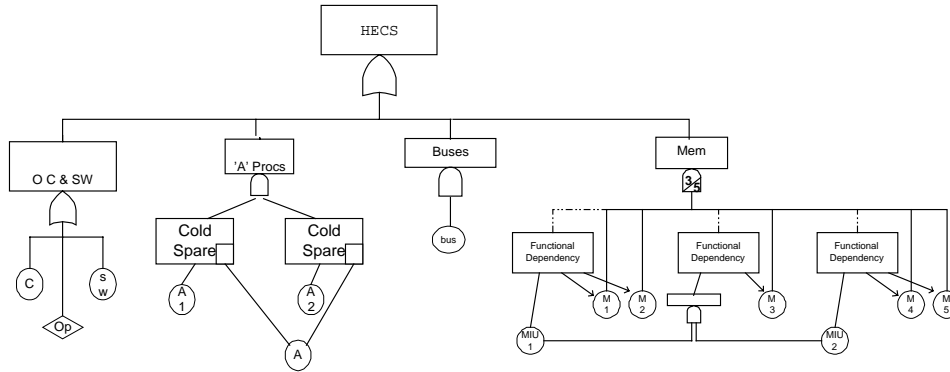 HECS
O C & SW
'A' Procs
Buses
Mem
3/5
Cold
Spare
Cold
Spare
bus
Functional
Dependency
Functional
Dependency
Functional
Dependency
C
s
w
A
1
A
2
M
1
M
2
M
3
M
4
M
5
Op
A
MIU
1
MIU
2